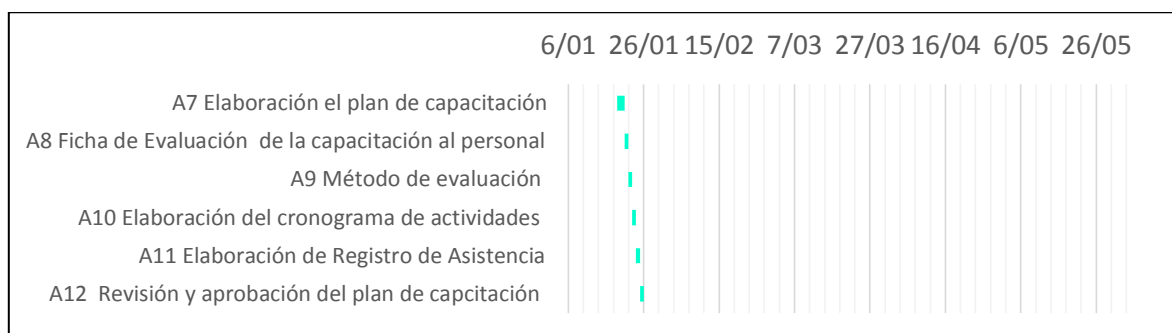 6/01 26/01 15/02 7/03 27/03 16/04 6/05 26/05
A7 Elaboración el plan de capacitación
A8 Ficha de Evaluación de la capacitación al personal
A9 Método de evaluación
A10 Elaboración del cronograma de actividades
A11 Elaboración de Registro de Asistencia
A12 Revisión y aprobación del plan de capcitación